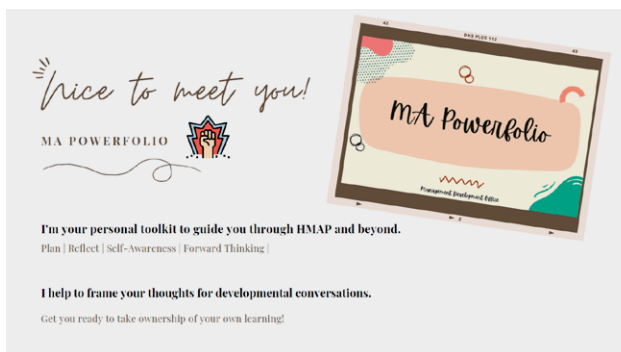 Nice to meet you!
MA POWERFOLIO
I'm your personal toolkit to guide you through HMAP and beyond.
Plan | Reflect | Self-Awareness | Forward Thinking |
I help to frame your thoughts for developmental conversations.
Get you ready to take ownership of your own learning!
MA Powerfolio
Management Development Office